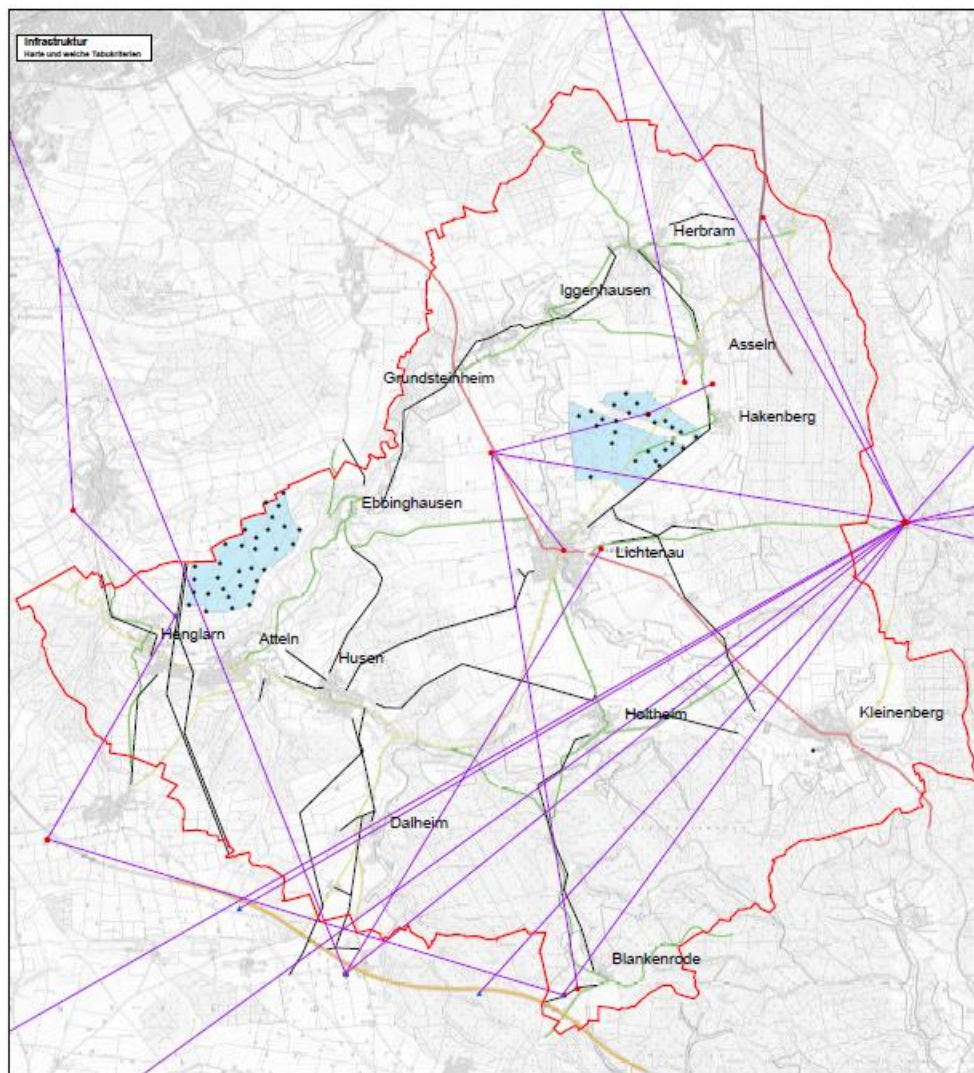 Infrastruktur
Harte und weiche Tabukriterien
Herbram
Iggenhausen
Asseln
Grundsteinheim
Hakenberg
Ebbinghausen
Lichtenau
Henglarn
Atteln
Husen
Holtheim
Kleinenberg
Dalheim
Blankenrode